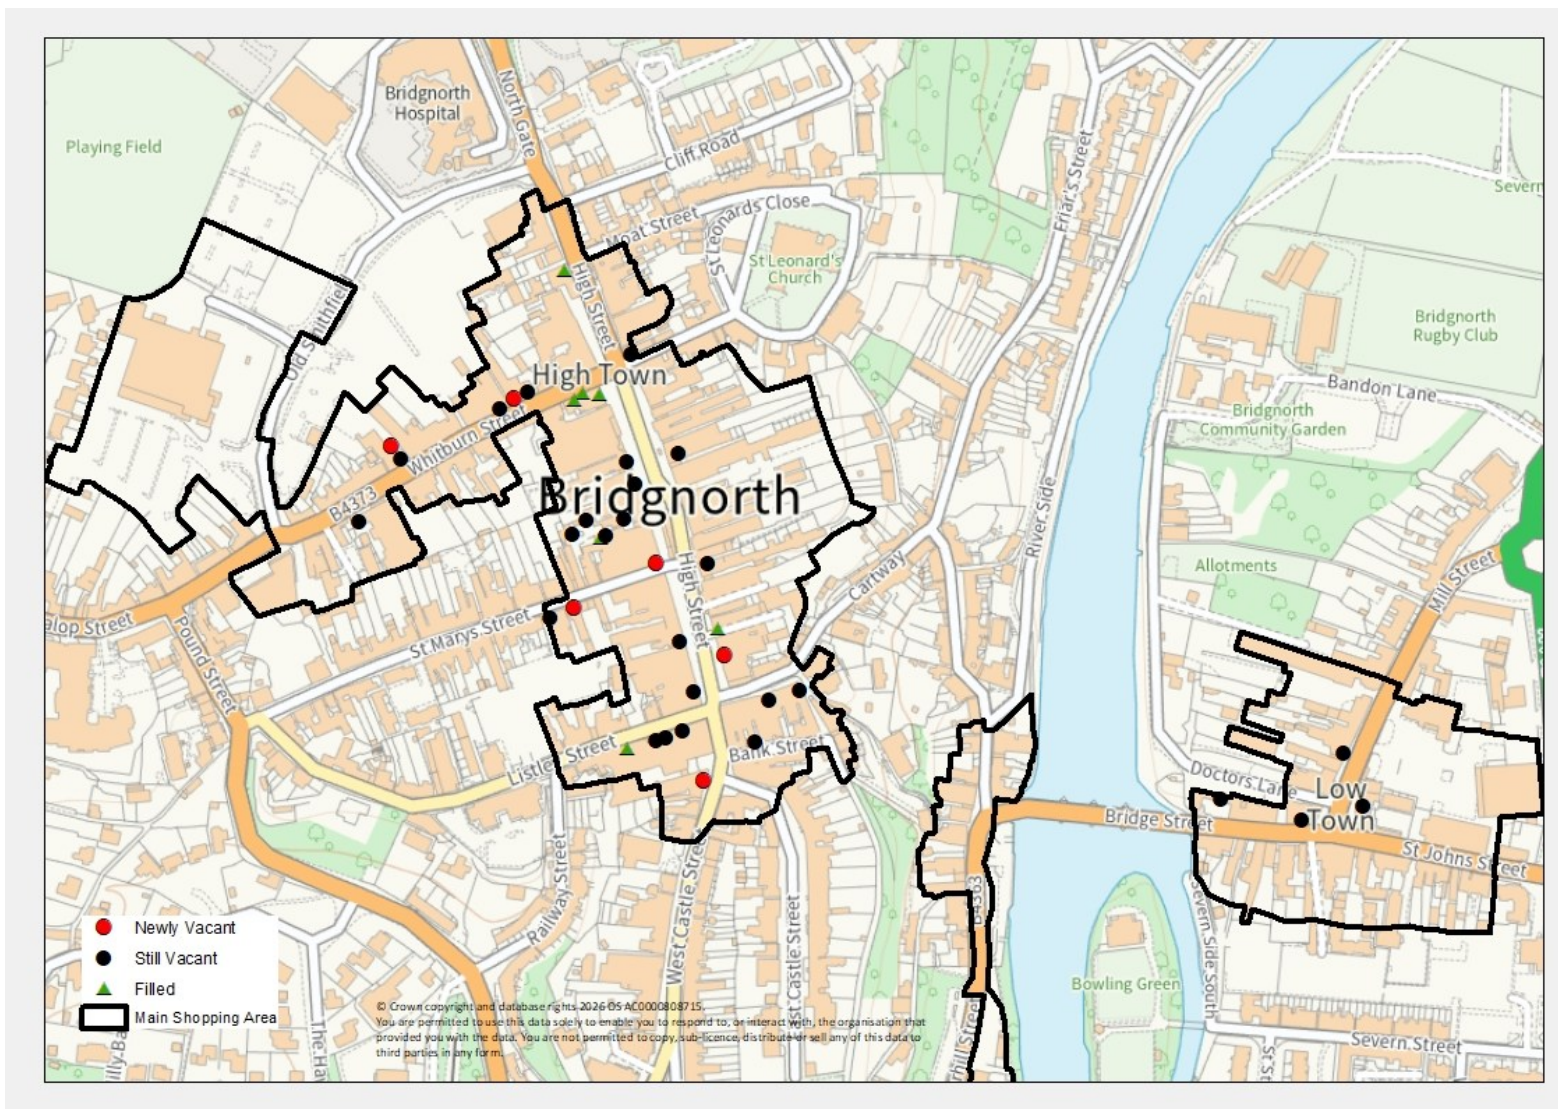 Bridgnorth
Hospital
North Gate
Playing Field
Cliff Road
Friar's Street
Severn
Moat Street
St Leonards Close
St Leonard's
Church
High Street
Old Smithfield
Bridgnorth
Rugby Club
High Town
Bandon Lane
Bridgnorth
Community Garden
Whitburn Street
B4373
Bridgnorth
River Side
Cartway
Allotments
Mill Street
High Street
alop Street
Pound Street
St Marys Street
Listley Street
Bank Street
Doctors Lane
Low
Town
Bridge Street
St Johns Street
Railway Street
West Castle Street
East Castle Street
Severn Side South
Bowling Green
Severn Street
Newly Vacant
Still Vacant
Filled
Main Shopping Area
© Crown copyright and database rights 2026 OS AC0000808715.
You are permitted to use this data solely to enable you to respond to, or interact with, the organisation that
provided you with the data. You are not permitted to copy, sub-licence, distribute or sell any of this data to
third parties in any form.